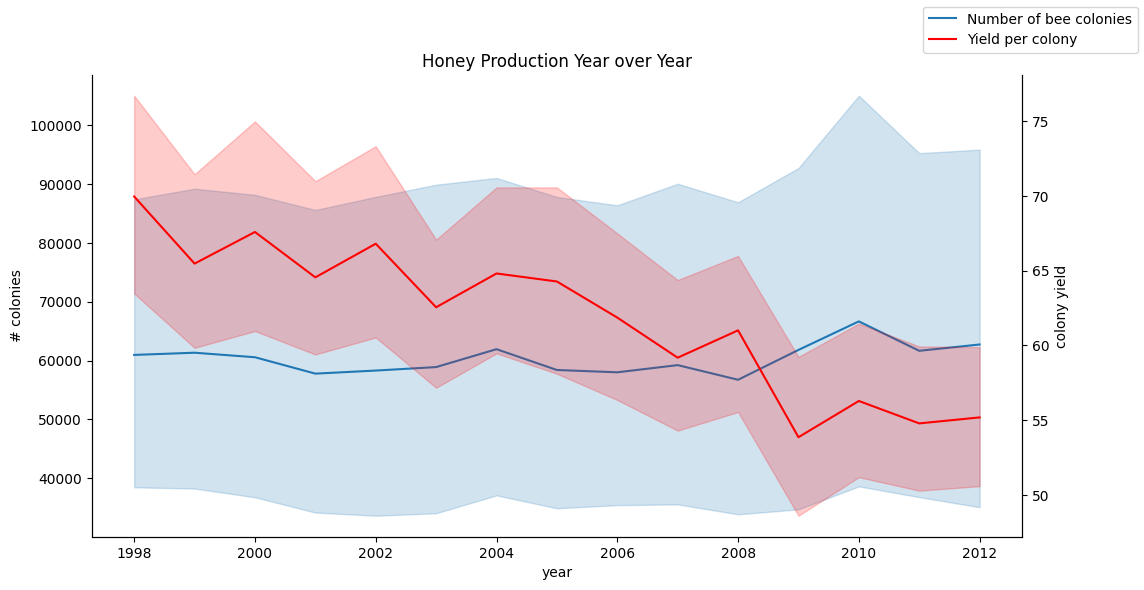 Number of bee colonies
Yield per colony
Honey Production Year over Year
# colonies
100000
90000
80000
70000
60000
50000
40000
colony yield
75
70
65
60
55
50
1998 2000 2002 2004 2006 2008 2010 2012
year